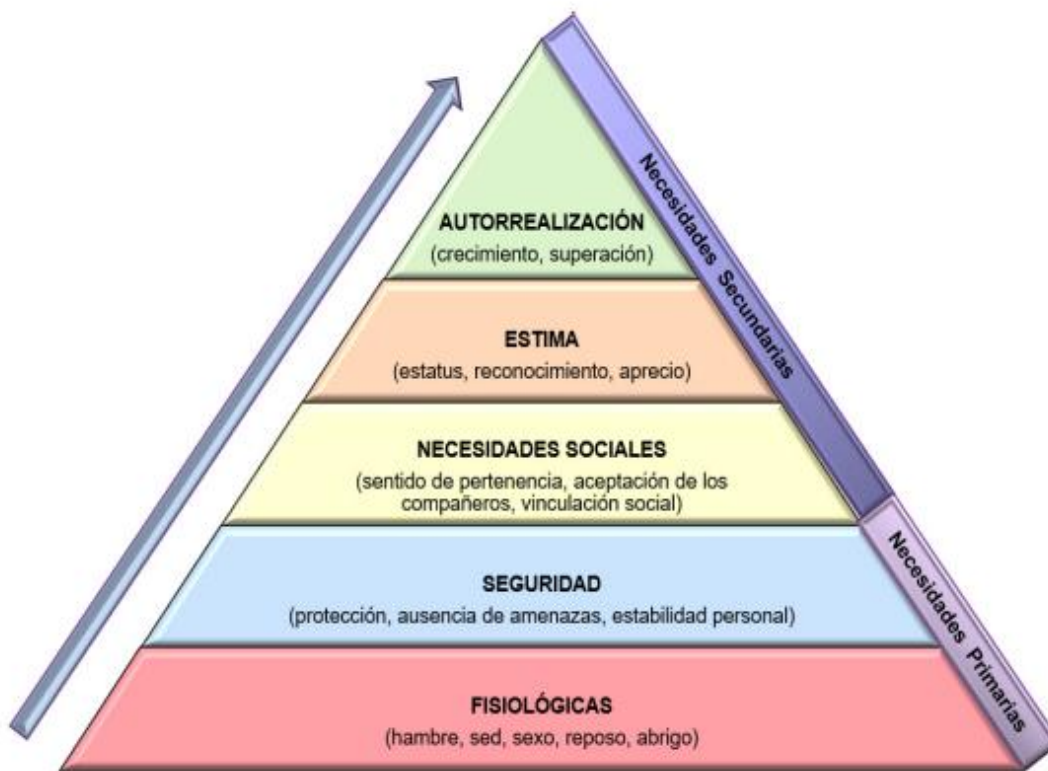 AUTORREALIZACIÓN
(crecimiento, superación)
ESTIMA
(estatus, reconocimiento, aprecio)
NECESIDADES SOCIALES
(sentido de pertenencia, aceptación de los
compañeros, vinculación social)
SEGURIDAD
(protección, ausencia de amenazas, estabilidad personal)
FISIOLÓGICAS
(hambre, sed, sexo, reposo, abrigo)
Necesidades Secundarias
Necesidades Primarias